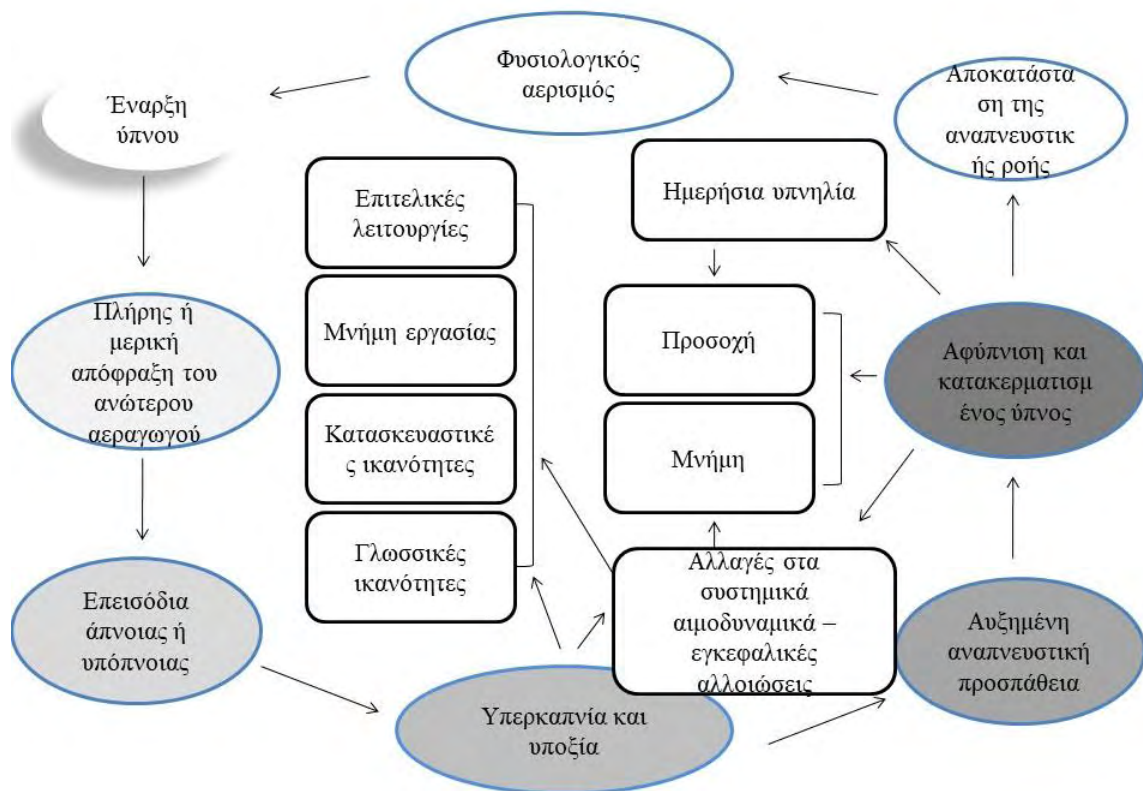 Φυσιολογικός
αερισμός
Έναρξη
ύπνου
Αποκατάστα
ση της
αναπνευστικ
ής ροής
Επιτελικές
λειτουργίες
Ημερήσια υπνηλία
Μνήμη εργασίας
Προσοχή
Πλήρης ή
μερική
απόφραξη του
ανώτερου
αεραγωγού
Αφύπνιση και
κατακερματισμ
ένος ύπνος
Κατασκευαστικέ
ς ικανότητες
Μνήμη
Γλωσσικές
ικανότητες
Αλλαγές στα
συστημικά
αιμοδυναμικά –
εγκεφαλικές
αλλοιώσεις
Επεισόδια
άπνοιας ή
υπόπνοιας
Αυξημένη
αναπνευστική
προσπάθεια
Υπερκαπνία και
υποξία